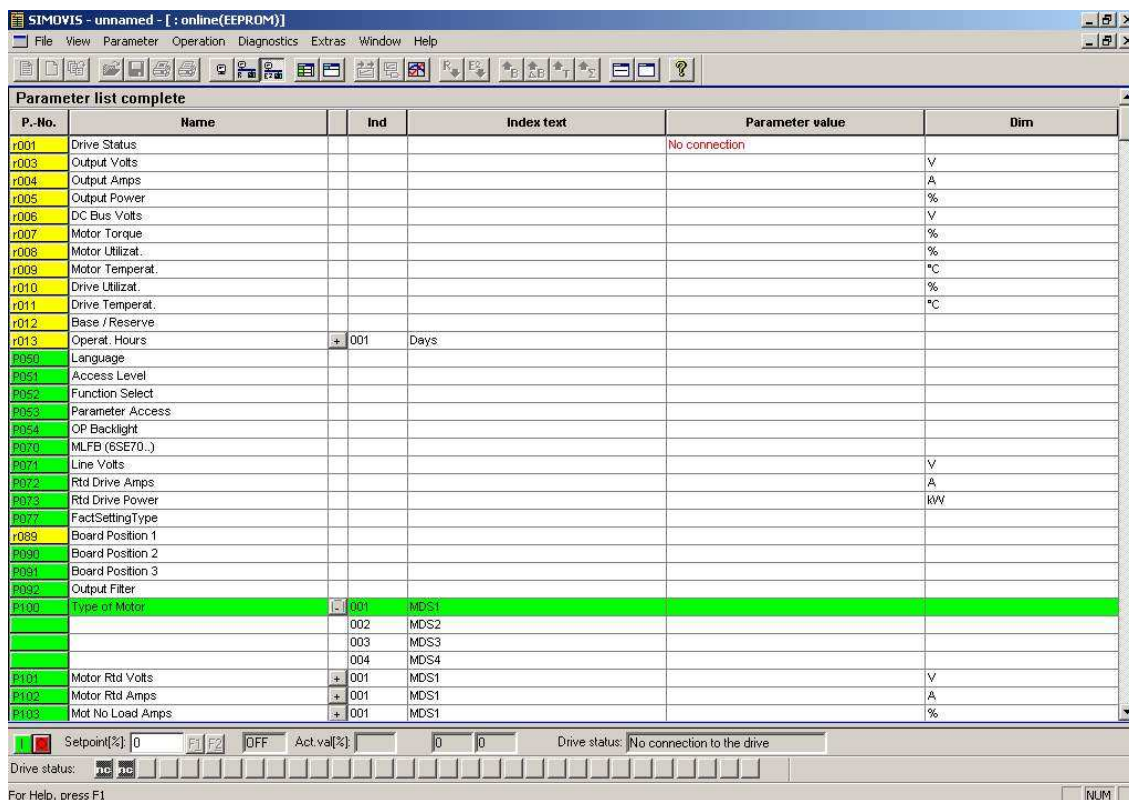 SIMOVIS - unnamed - [ : online(EEPROM)]
File View Parameter Operation Diagnostics Extras Window Help
Parameter list complete
P.-No. Name Ind Index text Parameter value Dim
r001 Drive Status No connection
r003 Output Volts V
r004 Output Amps A
r005 Output Power %
r006 DC Bus Volts V
r007 Motor Torque %
r008 Motor Utilizat. %
r009 Motor Temperat. °C
r010 Drive Utilizat. %
r011 Drive Temperat. °C
r012 Base / Reserve
r013 Operat. Hours + 001 Days
P050 Language
P051 Access Level
P052 Function Select
P053 Parameter Access
P054 OP Backlight
P070 MLFB (6SE70..)
P071 Line Volts V
P072 Rtd Drive Amps A
P073 Rtd Drive Power kW
P077 FactSettingType
r089 Board Position 1
P090 Board Position 2
P091 Board Position 3
P092 Output Filter
P100 Type of Motor - 001 MDS1
002 MDS2
003 MDS3
004 MDS4
P101 Motor Rtd Volts + 001 MDS1 V
P102 Motor Rtd Amps + 001 MDS1 A
P103 Mot No Load Amps + 001 MDS1 %
Setpoint[%]: 0 F1 F2 OFF Act.val[%]: 0 0 Drive status: No connection to the drive
Drive status: nc nc
For Help, press F1 NUM